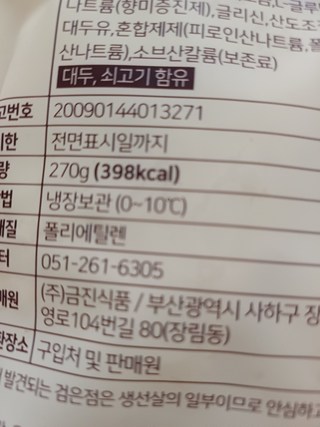 나트륨(향미증진제),글리신,산도조
대두유,혼합제제(피로인산나트륨,폴
산나트륨),소브산칼륨(보존료)
대두, 쇠고기 함유
고번호 20090144013271
기한 전면표시일까지
량 270g (398kcal)
방법 냉장보관 (0~10℃)
재질 폴리에틸렌
터 051-261-6305
매원 (주)금진식품 / 부산광역시 사하구 장
영로104번길 80(장림동)
환장소 구입처 및 판매원
발견되는 검은점은 생선살의 일부이므로 안심하